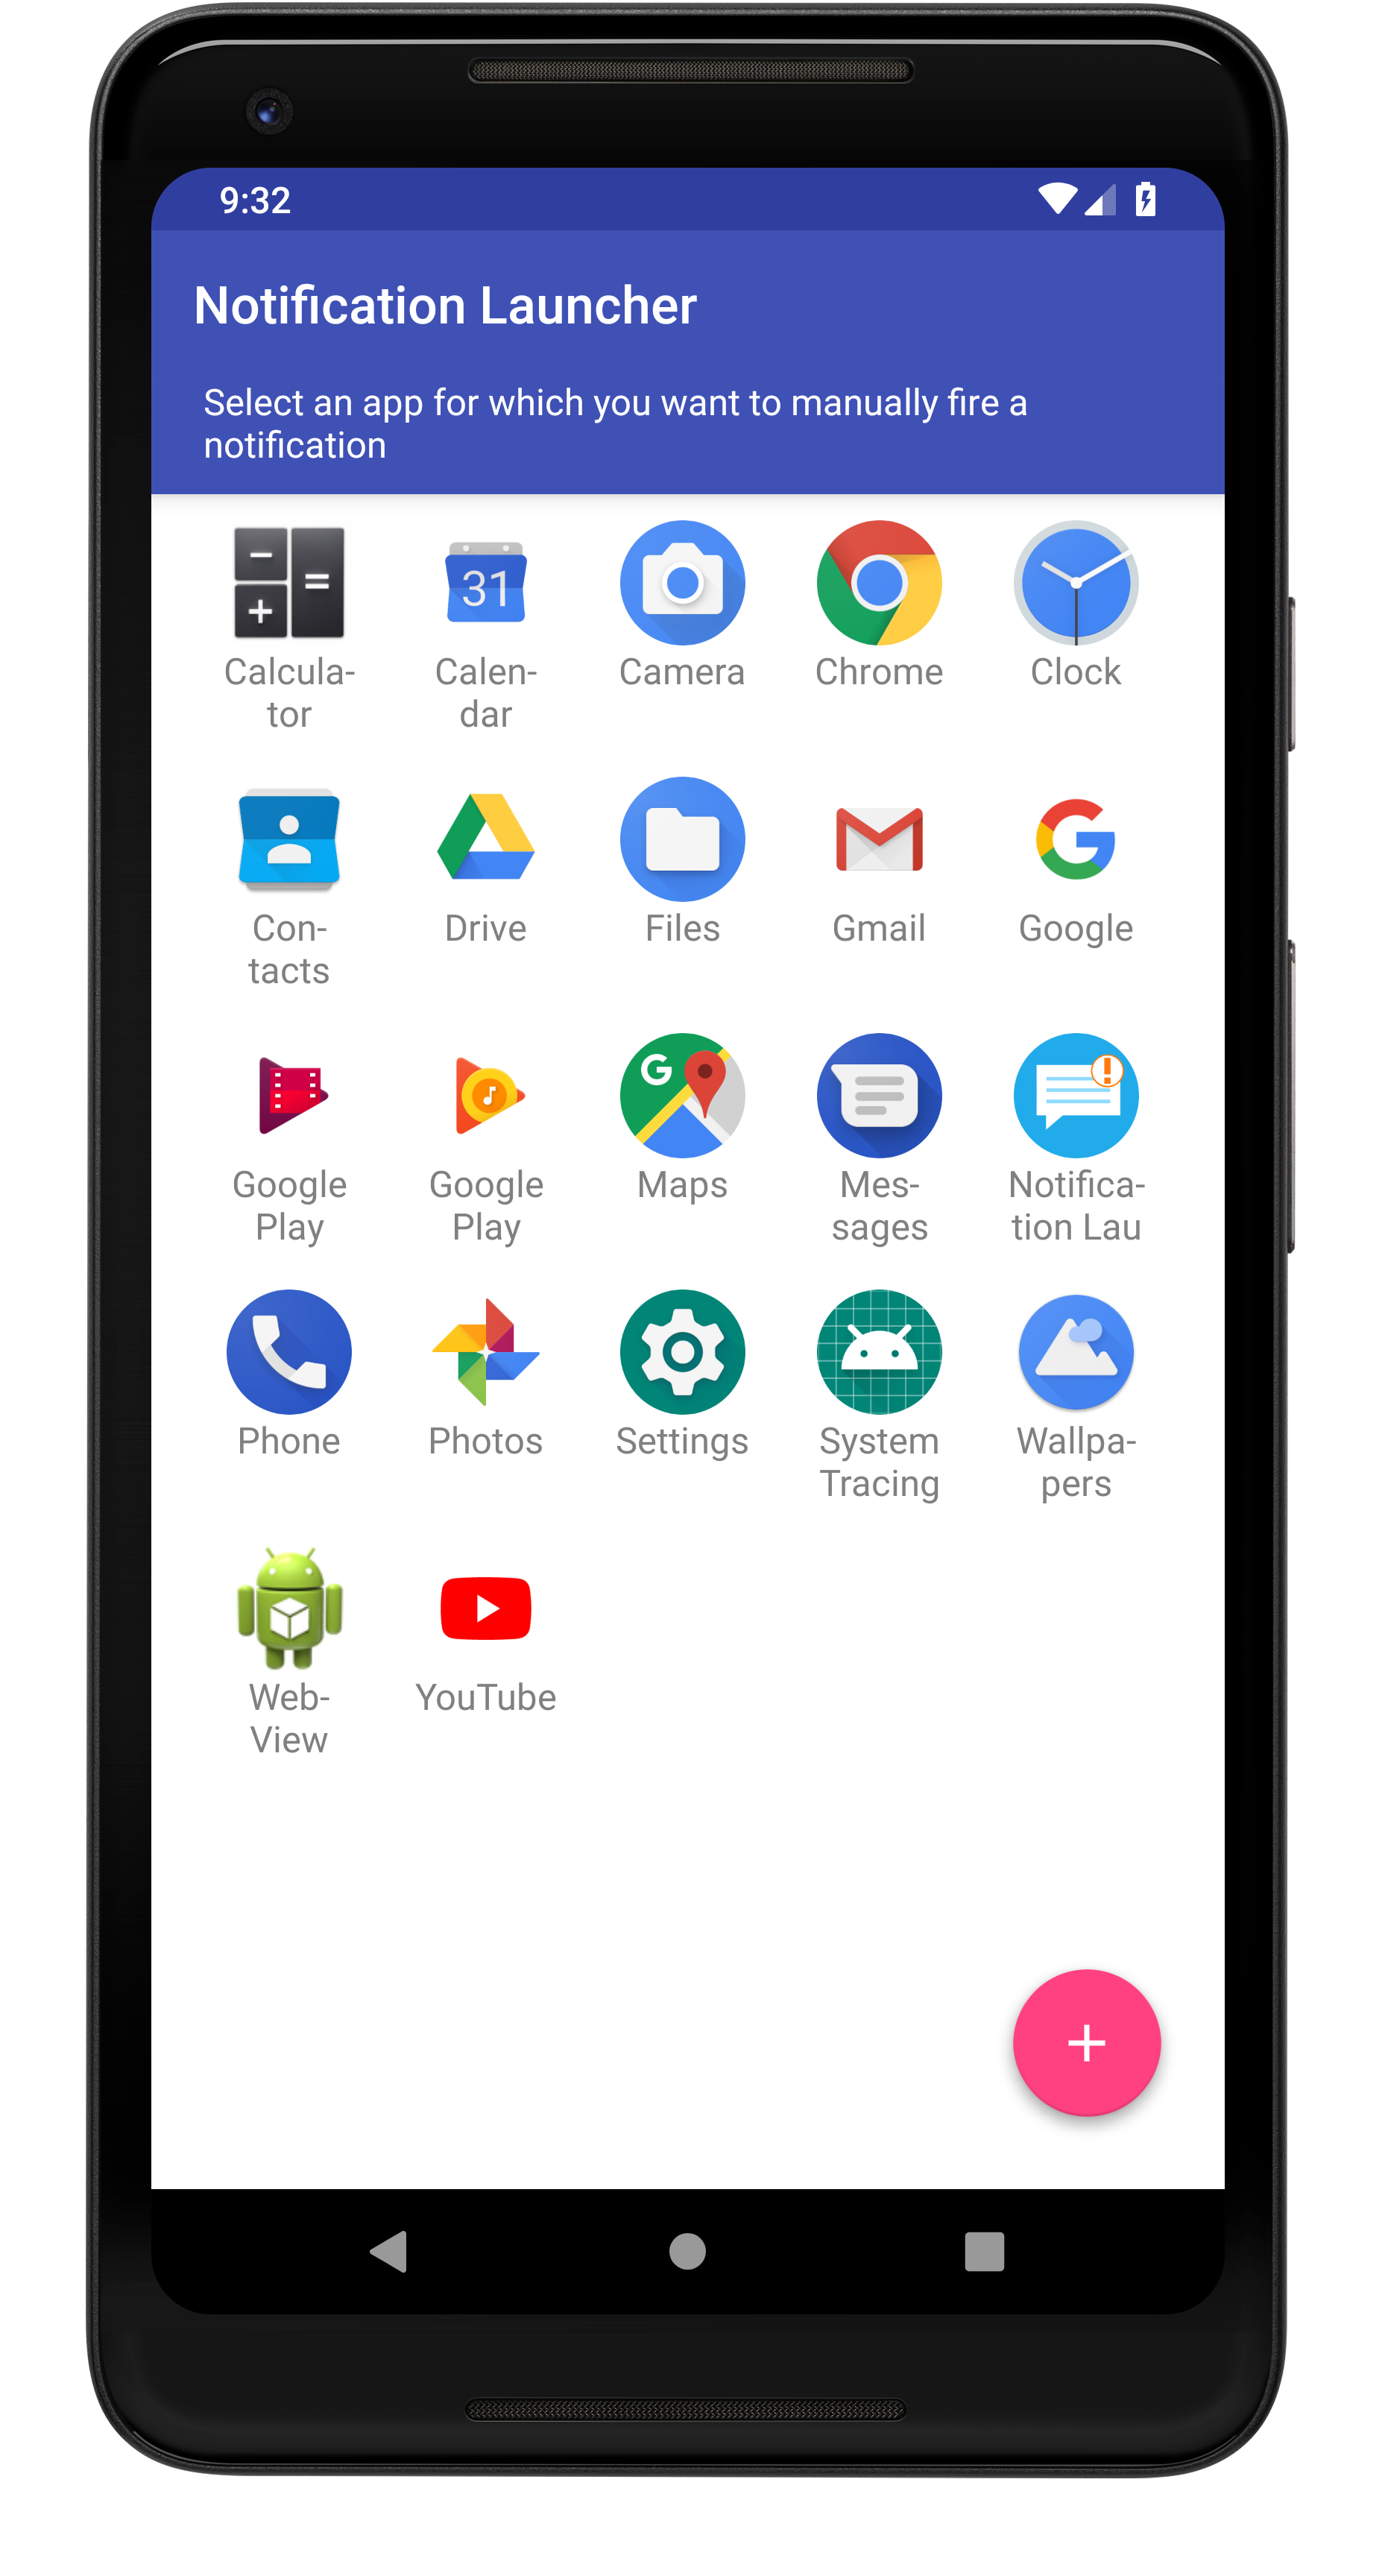 9:32
Notification Launcher
Select an app for which you want to manually fire a
notification
31
Calcula-
tor
Calen-
dar
Camera
Chrome
Clock
Con-
tacts
Drive
Files
Gmail
Google
G
Google
Play
Google
Play
Maps
Mes-
sages
Notifica-
tion Lau
Phone
Photos
Settings
System
Tracing
Wallpa-
pers
Web-
View
YouTube